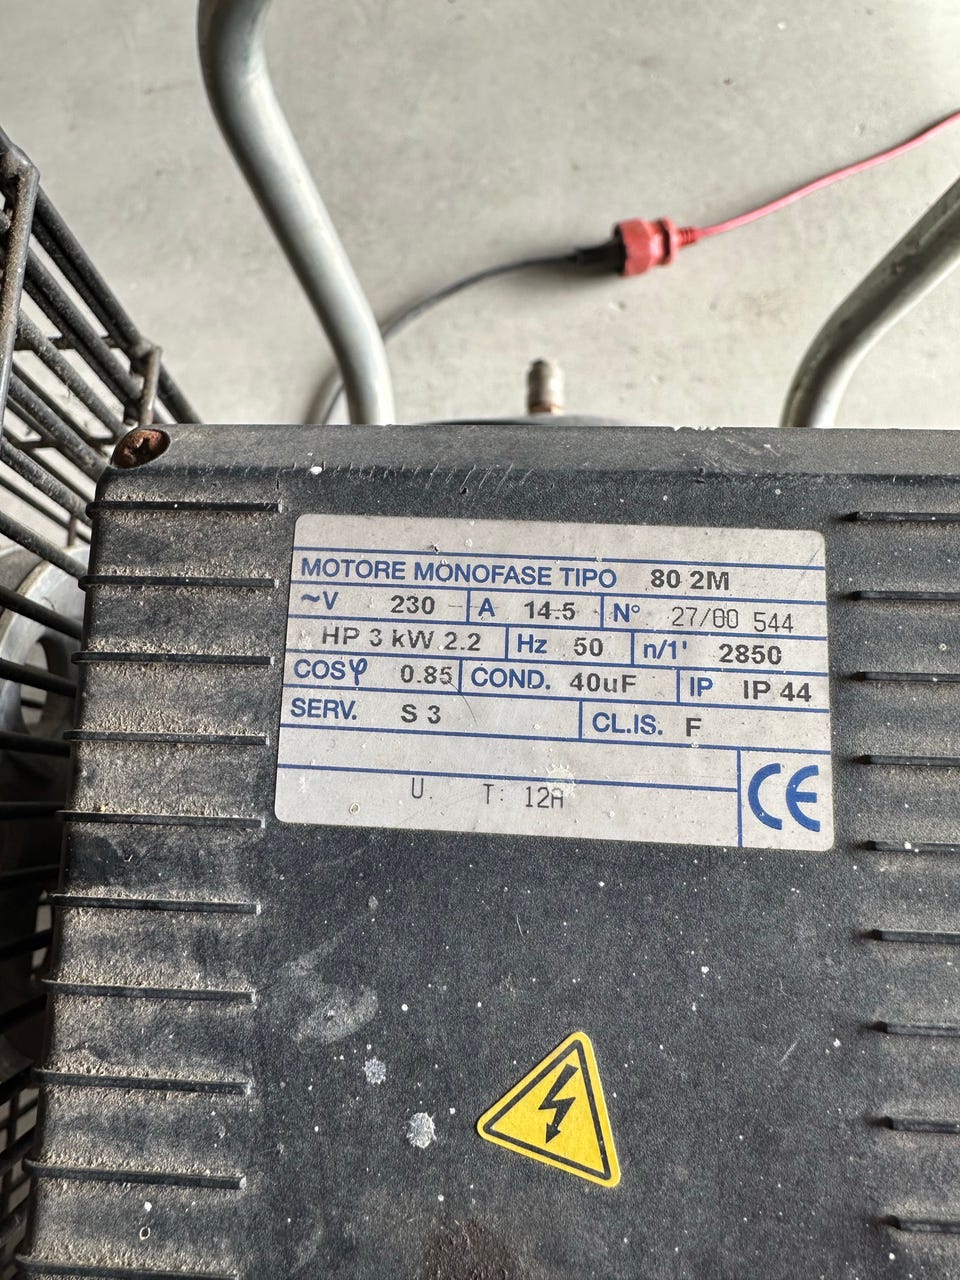 MOTORE MONOFASE TIPO 80 2M
~V 230 A 14.5 N° 27/00 544
HP 3 kW 2.2 Hz 50 n/1' 2850
COSφ 0.85 COND. 40uF IP IP 44
SERV. S 3 CL.IS. F
U. T: 12A
CE